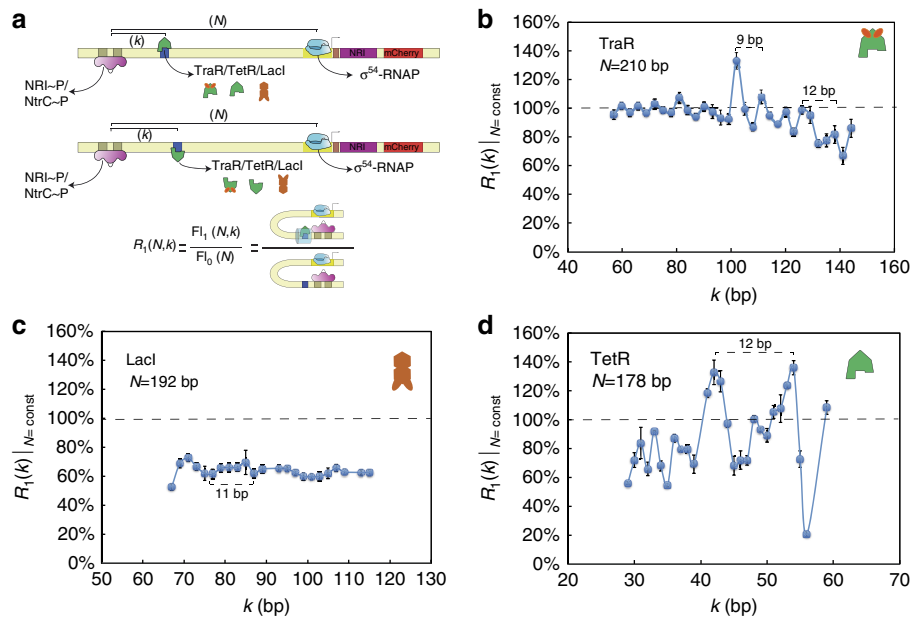 a
(N)
(k)
NRI
mCherry
NRI~P/
NtrC~P
TraR/TetR/LacI
σ54-RNAP
(N)
(k)
NRI
mCherry
NRI~P/
NtrC~P
TraR/TetR/LacI
σ54-RNAP
R1(N,k) = Fl1 (N,k) / Fl0 (N) =
b
TraR
N=210 bp
9 bp
12 bp
R1(k)|N= const
160%
140%
120%
100%
80%
60%
40%
20%
0%
40 60 80 100 120 140 160
k (bp)
c
LacI
N=192 bp
11 bp
R1(k)|N= const
160%
140%
120%
100%
80%
60%
40%
20%
0%
50 60 70 80 90 100 110 120 130
k (bp)
d
TetR
N=178 bp
12 bp
R1(k)|N= const
160%
140%
120%
100%
80%
60%
40%
20%
0%
20 30 40 50 60 70
k (bp)